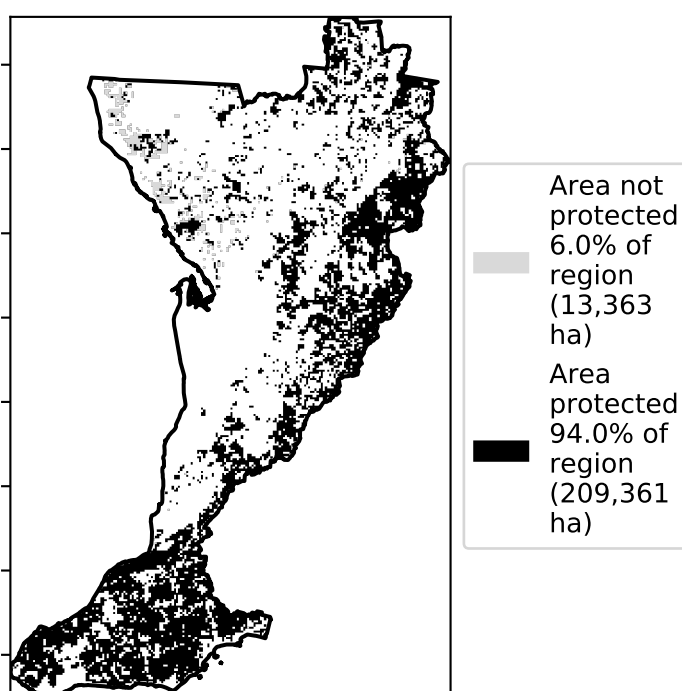 Area not
protected
6.0% of
region
(13,363
ha)
Area
protected
94.0% of
region
(209,361
ha)